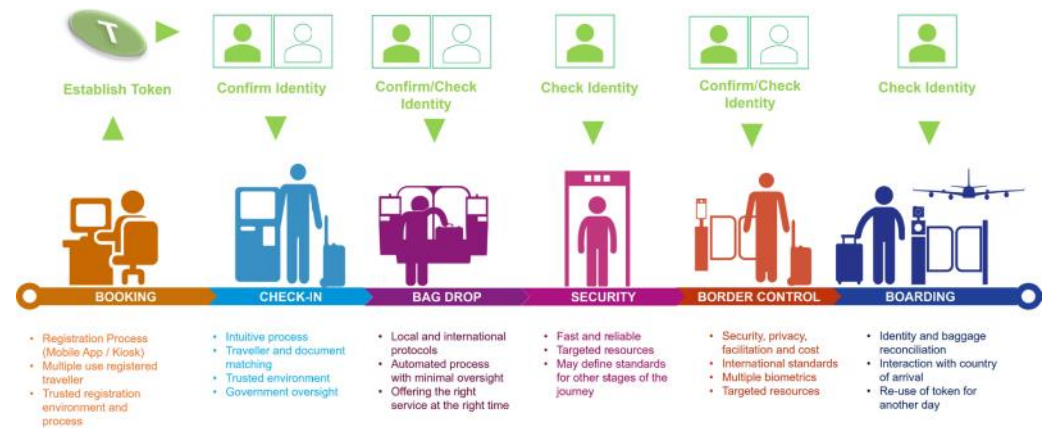 T
Establish Token
Confirm Identity
Confirm/Check
Identity
Check Identity
Confirm/Check
Identity
Check Identity
BOOKING
CHECK-IN
BAG DROP
SECURITY
BORDER CONTROL
BOARDING
• Registration Process
(Mobile App / Kiosk)
• Multiple use registered
traveller
• Trusted registration
environment and
process
• Intuitive process
• Traveller and document
matching
• Trusted environment
• Government oversight
• Local and international
protocols
• Automated process
with minimal oversight
• Offering the right
service at the right time
• Fast and reliable
• Targeted resources
• May define standards
for other stages of the
journey
• Security, privacy,
facilitation and cost
• International standards
• Multiple biometrics
• Targeted resources
• Identity and baggage
reconciliation
• Interaction with country
of arrival
• Re-use of token for
another day